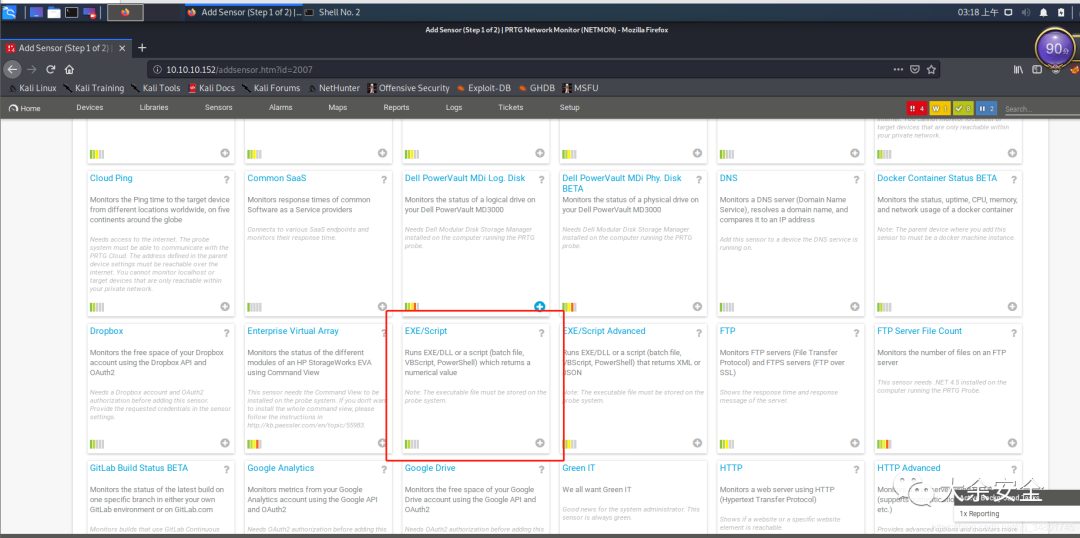 Add Sensor (Step 1 of 2) |...
Shell No. 2
03:18 上午
Add Sensor (Step 1 of 2) | PRTG Network Monitor (NETMON) - Mozilla Firefox
Add Sensor (Step 1 of 2) |
90
10.10.10.152/addsensor.htm?id=2007
Kali Linux
Kali Training
Kali Tools
Kali Docs
Kali Forums
NetHunter
Offensive Security
Exploit-DB
GHDB
MSFU
Home
Devices
Libraries
Sensors
Alarms
Maps
Reports
Logs
Tickets
Setup
4
W
8
2
Search...
target devices that are only reachable within
your private network.
Cloud Ping
?
Monitors the Ping time to the target device
from different locations worldwide, on five
continents around the globe
Needs access to the internet. The probe
system must be able to communicate with the
PRTG Cloud. The address defined in the parent
device settings must be reachable over the
internet. You cannot monitor localhost or
target devices that are only reachable within
your private network.
Common SaaS
?
Monitors response times of common
Software as a Service providers
Connects to various SaaS endpoints and
monitors their response time.
Dell PowerVault MDi Log. Disk
?
Monitors the status of a logical drive on
your Dell PowerVault MD3000
Needs Dell Modular Disk Storage Manager
installed on the computer running the PRTG
probe.
Dell PowerVault MDi Phy. Disk
BETA
?
Monitors the status of a physical drive on
your Dell PowerVault MD3000
Needs Dell Modular Disk Storage Manager
installed on the computer running the PRTG
probe.
DNS
?
Monitors a DNS server (Domain Name
Service), resolves a domain name, and
compares it to an IP address
Add this sensor to a device the DNS service is
running on.
Docker Container Status BETA
?
Monitors the status, uptime, CPU, memory,
and network usage of a docker container
Note: The parent device where you add this
sensor to must be a docker machine instance.
Dropbox
?
Monitors the free space of your Dropbox
account using the Dropbox API and
OAuth2
Needs a Dropbox account and OAuth2
authorization before adding this sensor.
Provide the requested credentials in the sensor
settings.
Enterprise Virtual Array
?
Monitors the status of the different
modules of an HP StorageWorks EVA
using Command View
This sensor needs the Command View to be
installed on the probe system. If you don't want
to install the whole command view, please
follow the instructions in
http://kb.paessler.com/en/topic/55983.
EXE/Script
?
Runs EXE/DLL or a script (batch file,
VBScript, PowerShell) which returns a
numerical value
Note: The executable file must be stored on the
probe system.
EXE/Script Advanced
?
Runs EXE/DLL or a script (batch file,
VBScript, PowerShell) that returns XML or
JSON
Note: The executable file must be stored on the
probe system.
FTP
?
Monitors FTP servers (File Transfer
Protocol) and FTPS servers (FTP over
SSL)
Shows the response time and response
message of the server.
FTP Server File Count
?
Monitors the number of files on an FTP
server
This sensor needs .NET 4.5 installed on the
computer running the PRTG Probe.
GitLab Build Status BETA
?
Monitors the status of the latest build on
one specific branch in either your own
GitLab environment or on GitLab.com
Monitors builds that use GitLab Continuous
Google Analytics
?
Monitors metrics from your Google
Analytics account using the Google API
and OAuth2
Needs OAuth2 authorization before adding this
Google Drive
?
Monitors the free space of your Google
Drive account using the Google API and
OAuth2
Needs OAuth2 authorization before adding this
Green IT
?
We all want Green IT
Good news for the system administrator. This
sensor is always green.
HTTP
?
Monitors a web server using HTTP
(Hypertext Transfer Protocol)
Shows if a website or a specific website
element is reachable.
HTTP Advanced
?
etc.)
Provides advanced options and monitors more
大余安全
1x Reporting